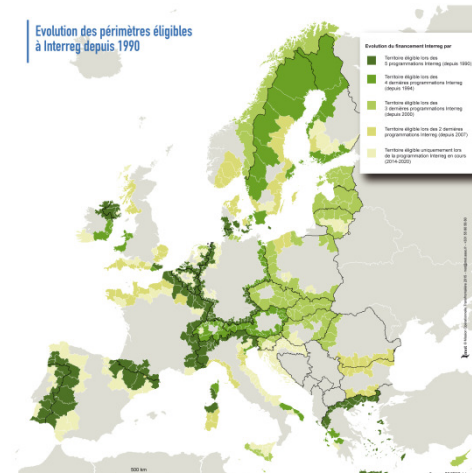 Evolution des périmètres éligibles
à Interreg depuis 1990
Evolution du financement Interreg par
Territoire éligible lors des
5 programmations Interreg (depuis 1990)
Territoire éligible lors des
4 dernières programmations Interreg
(depuis 1994)
Territoire éligible lors des
3 dernières programmations Interreg
(depuis 2000)
Territoire éligible lors des 2 dernières
programmations Interreg (depuis 2007)
Territoire éligible uniquement lors
de la programmation Interreg en cours
(2014-2020)
500 km